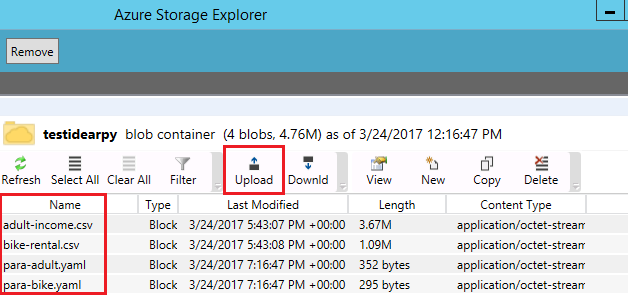 Azure Storage Explorer
Remove
testidearpy blob container (4 blobs, 4.76M) as of 3/24/2017 12:16:47 PM
Refresh Select All Clear All Filter Upload Downld View New Copy Delete
Name Type Last Modified Length Content Type
adult-income.csv Block 3/24/2017 5:43:07 PM +00:00 3.67M application/octet-stream
bike-rental.csv Block 3/24/2017 5:43:08 PM +00:00 1.09M application/octet-stream
para-adult.yaml Block 3/24/2017 7:16:47 PM +00:00 352 bytes application/octet-stream
para-bike.yaml Block 3/24/2017 7:16:47 PM +00:00 295 bytes application/octet-stream